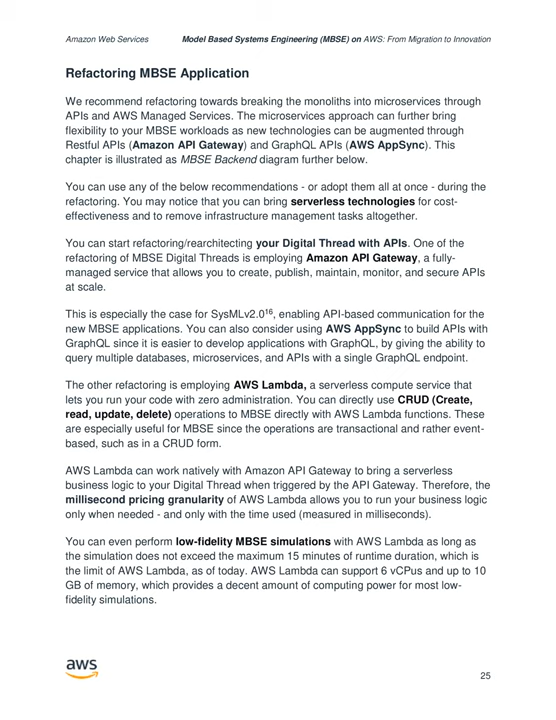 Amazon Web Services Model Based Systems Engineering (MBSE) on AWS: From Migration to Innovation
Refactoring MBSE Application
We recommend refactoring towards breaking the monoliths into microservices through
APIs and AWS Managed Services. The microservices approach can further bring
flexibility to your MBSE workloads as new technologies can be augmented through
Restful APIs (Amazon API Gateway) and GraphQL APIs (AWS AppSync). This
chapter is illustrated as MBSE Backend diagram further below.
You can use any of the below recommendations - or adopt them all at once - during the
refactoring. You may notice that you can bring serverless technologies for cost-
effectiveness and to remove infrastructure management tasks altogether.
You can start refactoring/rearchitecting your Digital Thread with APIs. One of the
refactoring of MBSE Digital Threads is employing Amazon API Gateway, a fully-
managed service that allows you to create, publish, maintain, monitor, and secure APIs
at scale.
This is especially the case for SysMLv2.0¹⁶, enabling API-based communication for the
new MBSE applications. You can also consider using AWS AppSync to build APIs with
GraphQL since it is easier to develop applications with GraphQL, by giving the ability to
query multiple databases, microservices, and APIs with a single GraphQL endpoint.
The other refactoring is employing AWS Lambda, a serverless compute service that
lets you run your code with zero administration. You can directly use CRUD (Create,
read, update, delete) operations to MBSE directly with AWS Lambda functions. These
are especially useful for MBSE since the operations are transactional and rather event-
based, such as in a CRUD form.
AWS Lambda can work natively with Amazon API Gateway to bring a serverless
business logic to your Digital Thread when triggered by the API Gateway. Therefore, the
millisecond pricing granularity of AWS Lambda allows you to run your business logic
only when needed - and only with the time used (measured in milliseconds).
You can even perform low-fidelity MBSE simulations with AWS Lambda as long as
the simulation does not exceed the maximum 15 minutes of runtime duration, which is
the limit of AWS Lambda, as of today. AWS Lambda can support 6 vCPus and up to 10
GB of memory, which provides a decent amount of computing power for most low-
fidelity simulations.
aws
25